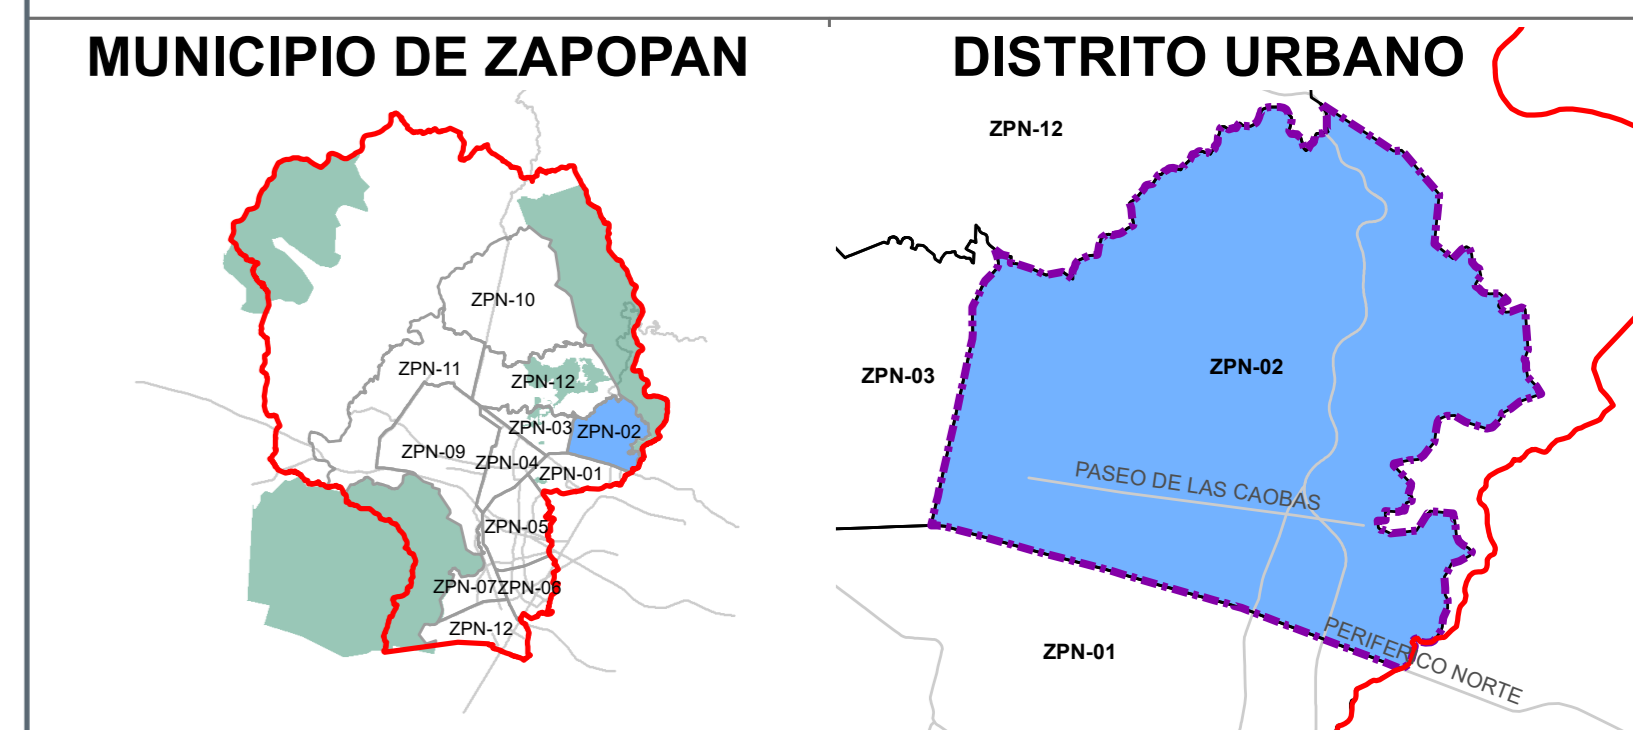 MUNICIPIO DE ZAPOPAN
ZPN-10
ZPN-11
ZPN-12
ZPN-03
ZPN-02
ZPN-09
ZPN-04
ZPN-01
ZPN-05
ZPN-07
ZPN-06
ZPN-12
DISTRITO URBANO
ZPN-12
ZPN-03
ZPN-02
PASEO DE LAS CAOBAS
PERIFERICO NORTE
ZPN-01